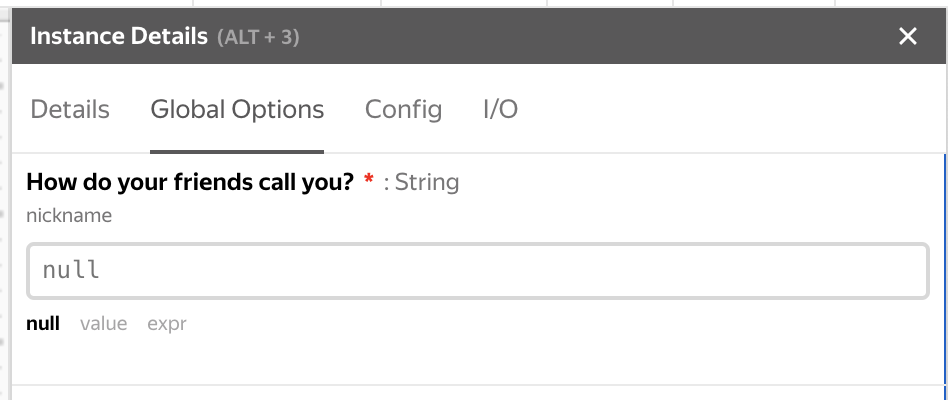 Instance Details (ALT + 3)
Details Global Options Config I/O
How do your friends call you? * : String
nickname
null
null value expr